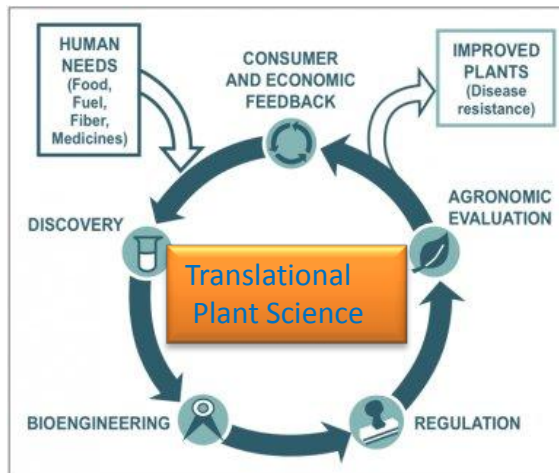 HUMAN
NEEDS
(Food,
Fuel,
Fiber,
Medicines)
CONSUMER
AND ECONOMIC
FEEDBACK
IMPROVED
PLANTS
(Disease
resistance)
DISCOVERY
AGRONOMIC
EVALUATION
Translational
Plant Science
BIOENGINEERING
REGULATION